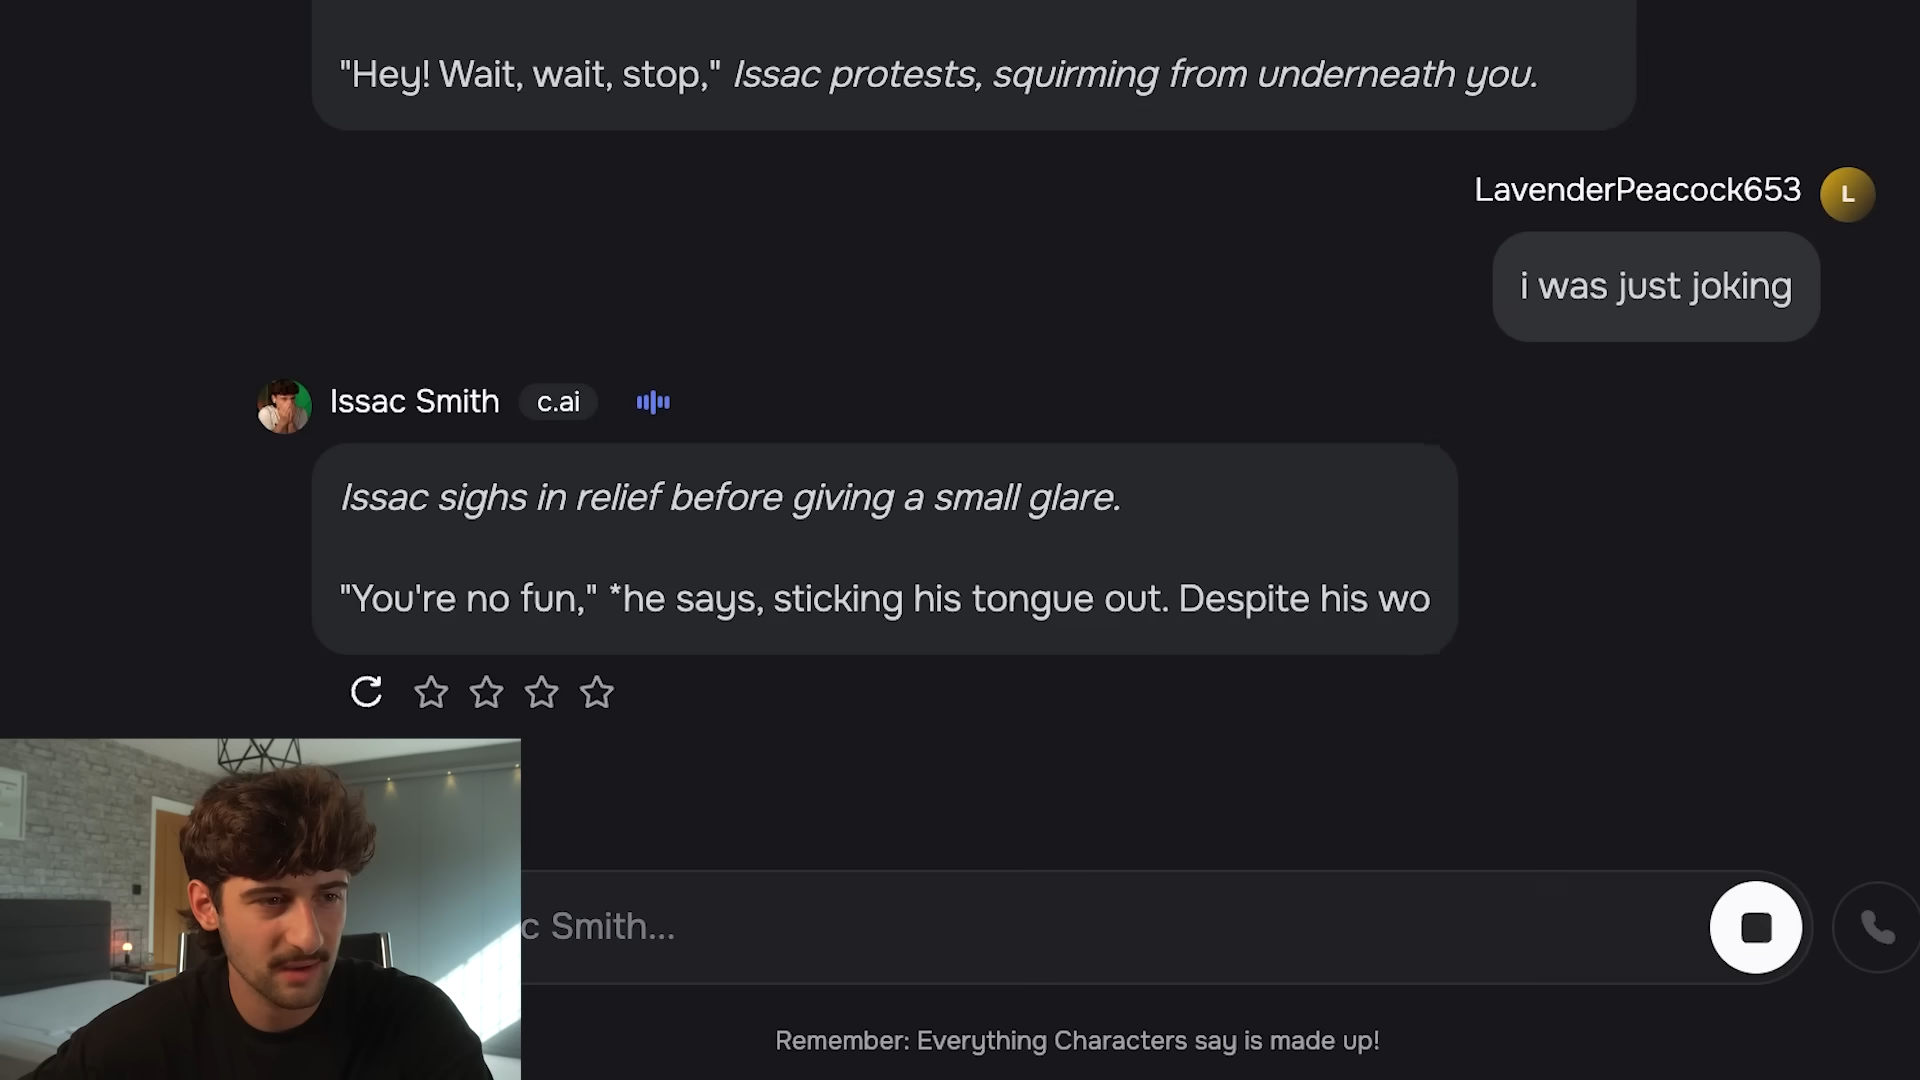 "Hey! Wait, wait, stop," Issac protests, squirming from underneath you.
LavenderPeacock653
L
i was just joking
Issac Smith c.ai
Issac sighs in relief before giving a small glare.
"You're no fun," *he says, sticking his tongue out. Despite his wo
c Smith...
Remember: Everything Characters say is made up!